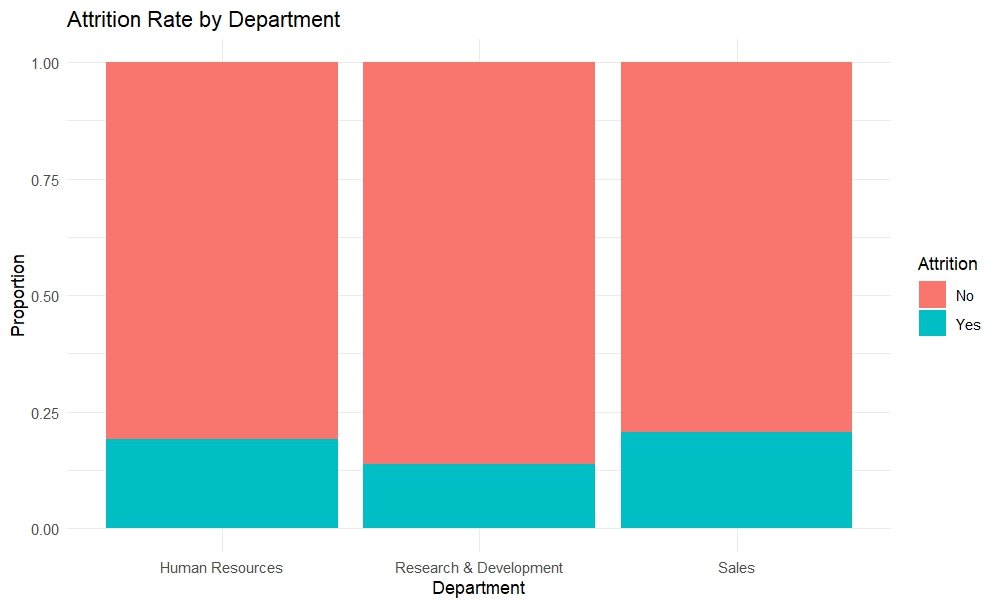 Attrition Rate by Department
1.00
0.75
0.50
0.25
0.00
Proportion
Human Resources
Research & Development
Sales
Department
Attrition
No
Yes